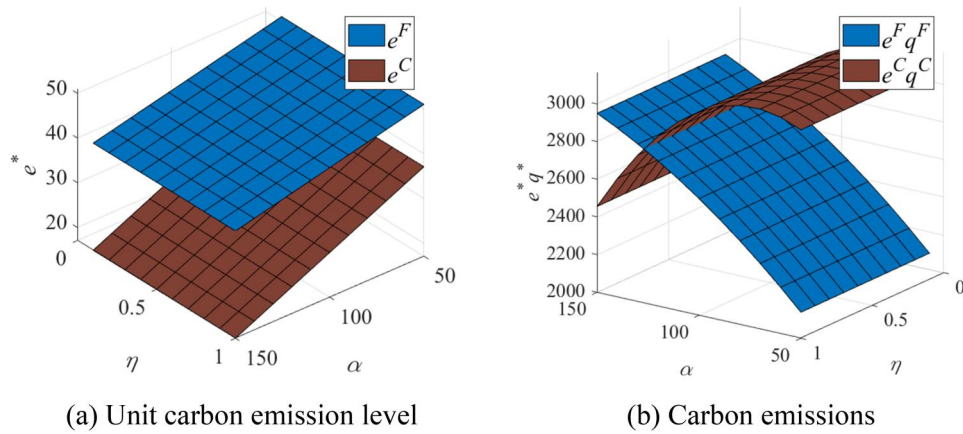 e^F
e^C
50
40
30
20
e^*
0
0.5
1
η
150
100
50
α
(a) Unit carbon emission level
e^F q^F
e^C q^C
3000
2800
2600
2400
2200
2000
e^* q^*
150
100
50
α
1
0.5
0
η
(b) Carbon emissions